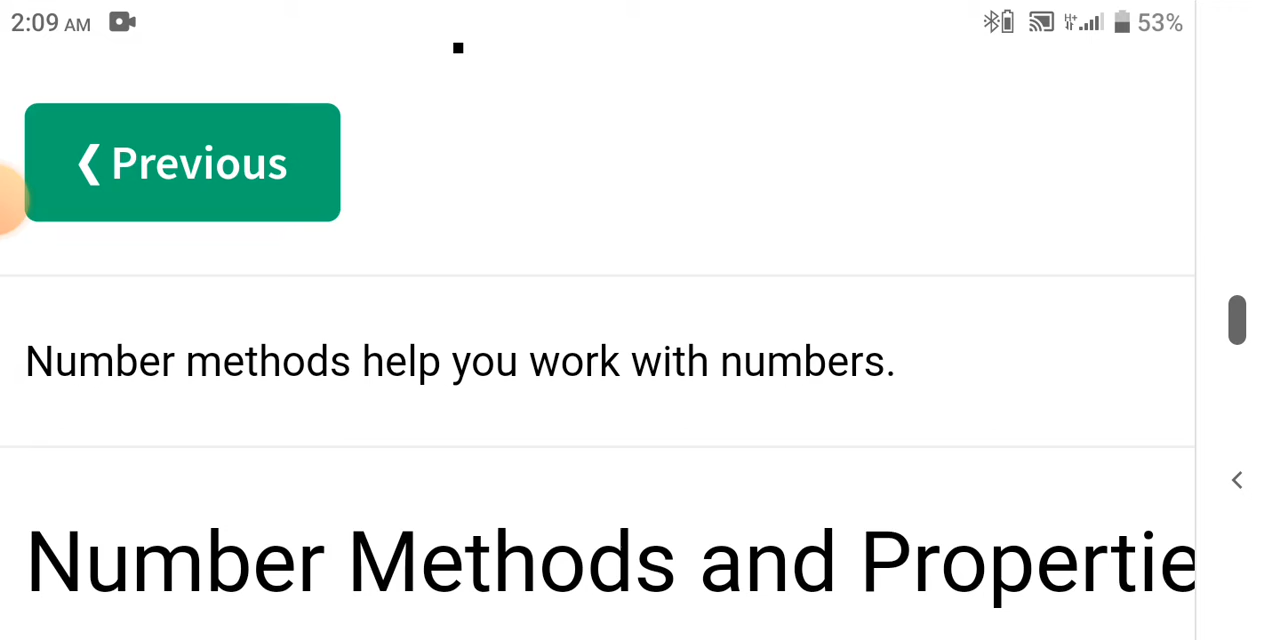 2:09 AM
H+ 53%
❮ Previous
Number methods help you work with numbers.
Number Methods and Propertie